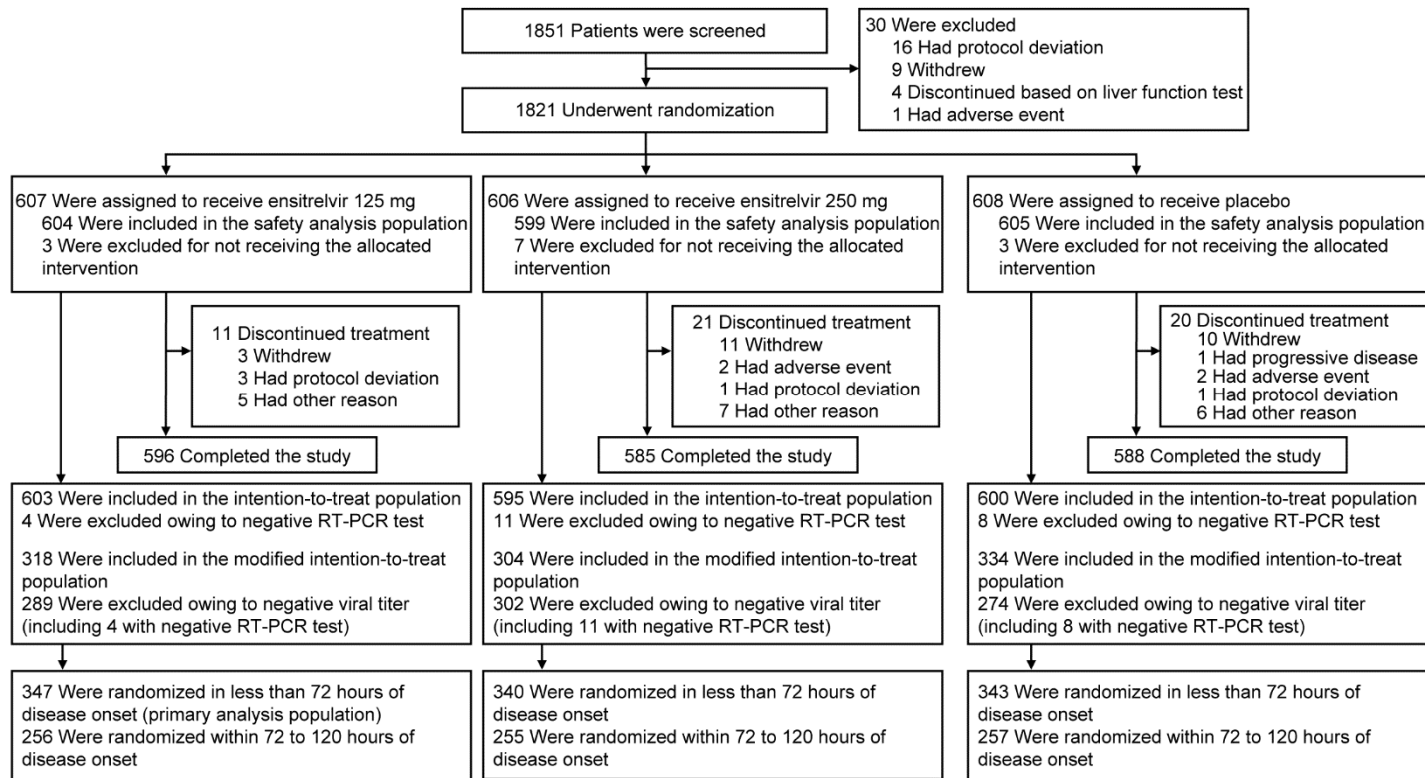 1851 Patients were screened
30 Were excluded
16 Had protocol deviation
9 Withdrew
4 Discontinued based on liver function test
1 Had adverse event
1821 Underwent randomization
607 Were assigned to receive ensitrelvir 125 mg
604 Were included in the safety analysis population
3 Were excluded for not receiving the allocated
intervention
606 Were assigned to receive ensitrelvir 250 mg
599 Were included in the safety analysis population
7 Were excluded for not receiving the allocated
intervention
608 Were assigned to receive placebo
605 Were included in the safety analysis population
3 Were excluded for not receiving the allocated
intervention
11 Discontinued treatment
3 Withdrew
3 Had protocol deviation
5 Had other reason
21 Discontinued treatment
11 Withdrew
2 Had adverse event
1 Had protocol deviation
7 Had other reason
20 Discontinued treatment
10 Withdrew
1 Had progressive disease
2 Had adverse event
1 Had protocol deviation
6 Had other reason
596 Completed the study
585 Completed the study
588 Completed the study
603 Were included in the intention-to-treat population
4 Were excluded owing to negative RT-PCR test
318 Were included in the modified intention-to-treat
population
289 Were excluded owing to negative viral titer
(including 4 with negative RT-PCR test)
595 Were included in the intention-to-treat population
11 Were excluded owing to negative RT-PCR test
304 Were included in the modified intention-to-treat
population
302 Were excluded owing to negative viral titer
(including 11 with negative RT-PCR test)
600 Were included in the intention-to-treat population
8 Were excluded owing to negative RT-PCR test
334 Were included in the modified intention-to-treat
population
274 Were excluded owing to negative viral titer
(including 8 with negative RT-PCR test)
347 Were randomized in less than 72 hours of
disease onset (primary analysis population)
256 Were randomized within 72 to 120 hours of
disease onset
340 Were randomized in less than 72 hours of
disease onset
255 Were randomized within 72 to 120 hours of
disease onset
343 Were randomized in less than 72 hours of
disease onset
257 Were randomized within 72 to 120 hours of
disease onset